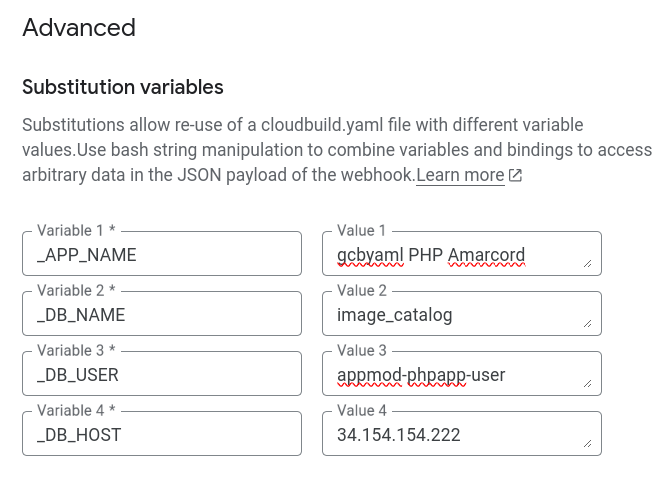 Advanced
Substitution variables
Substitutions allow re-use of a cloudbuild.yaml file with different variable
values.Use bash string manipulation to combine variables and bindings to access
arbitrary data in the JSON payload of the webhook.Learn more
Variable 1 * Value 1
_APP_NAME gcbyaml PHP Amarcord
Variable 2 * Value 2
_DB_NAME image_catalog
Variable 3 * Value 3
_DB_USER appmod-phpapp-user
Variable 4 * Value 4
_DB_HOST 34.154.154.222